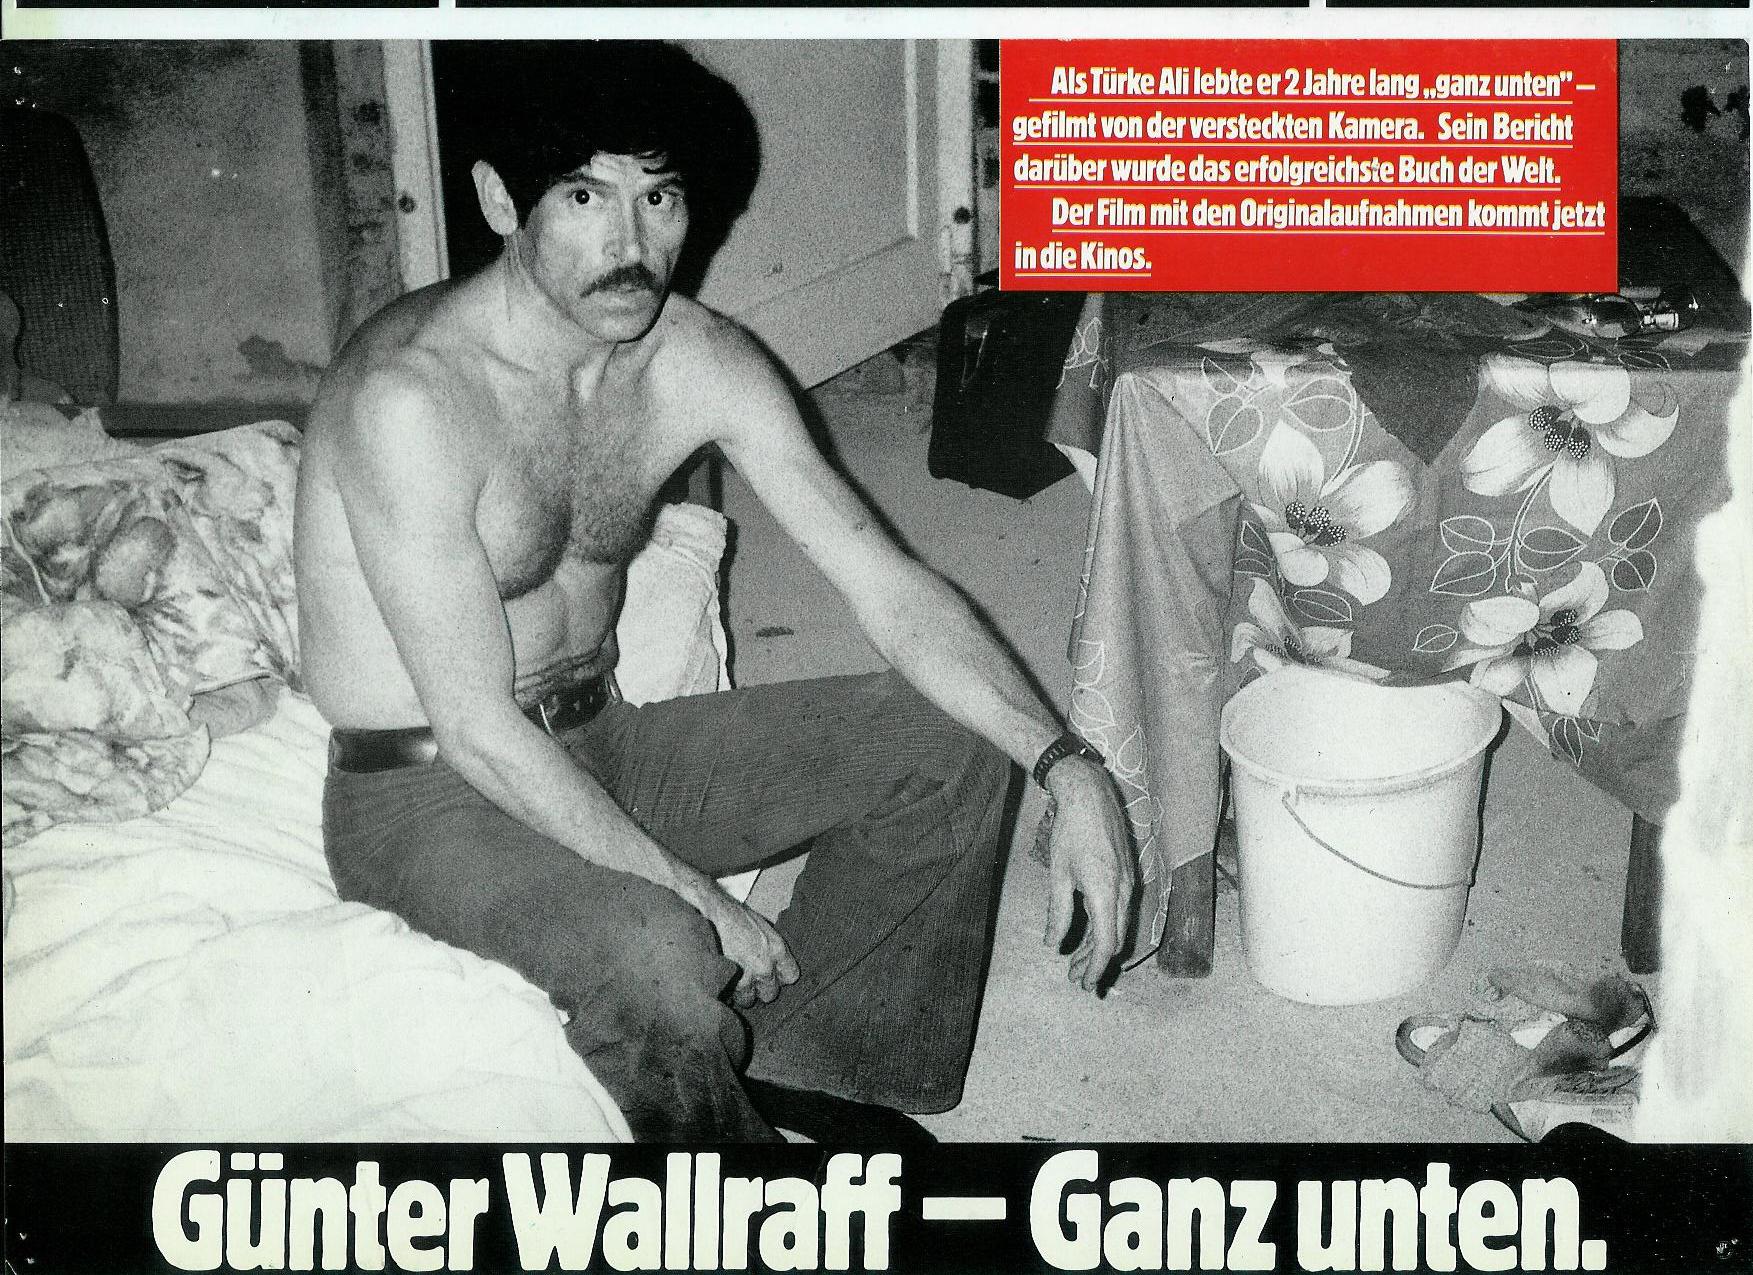 Als Türke Ali lebte er 2 Jahre lang „ganz unten” –
gefilmt von der versteckten Kamera. Sein Bericht
darüber wurde das erfolgreichste Buch der Welt.
Der Film mit den Originalaufnahmen kommt jetzt
in die Kinos.
Günter Wallraff – Ganz unten.